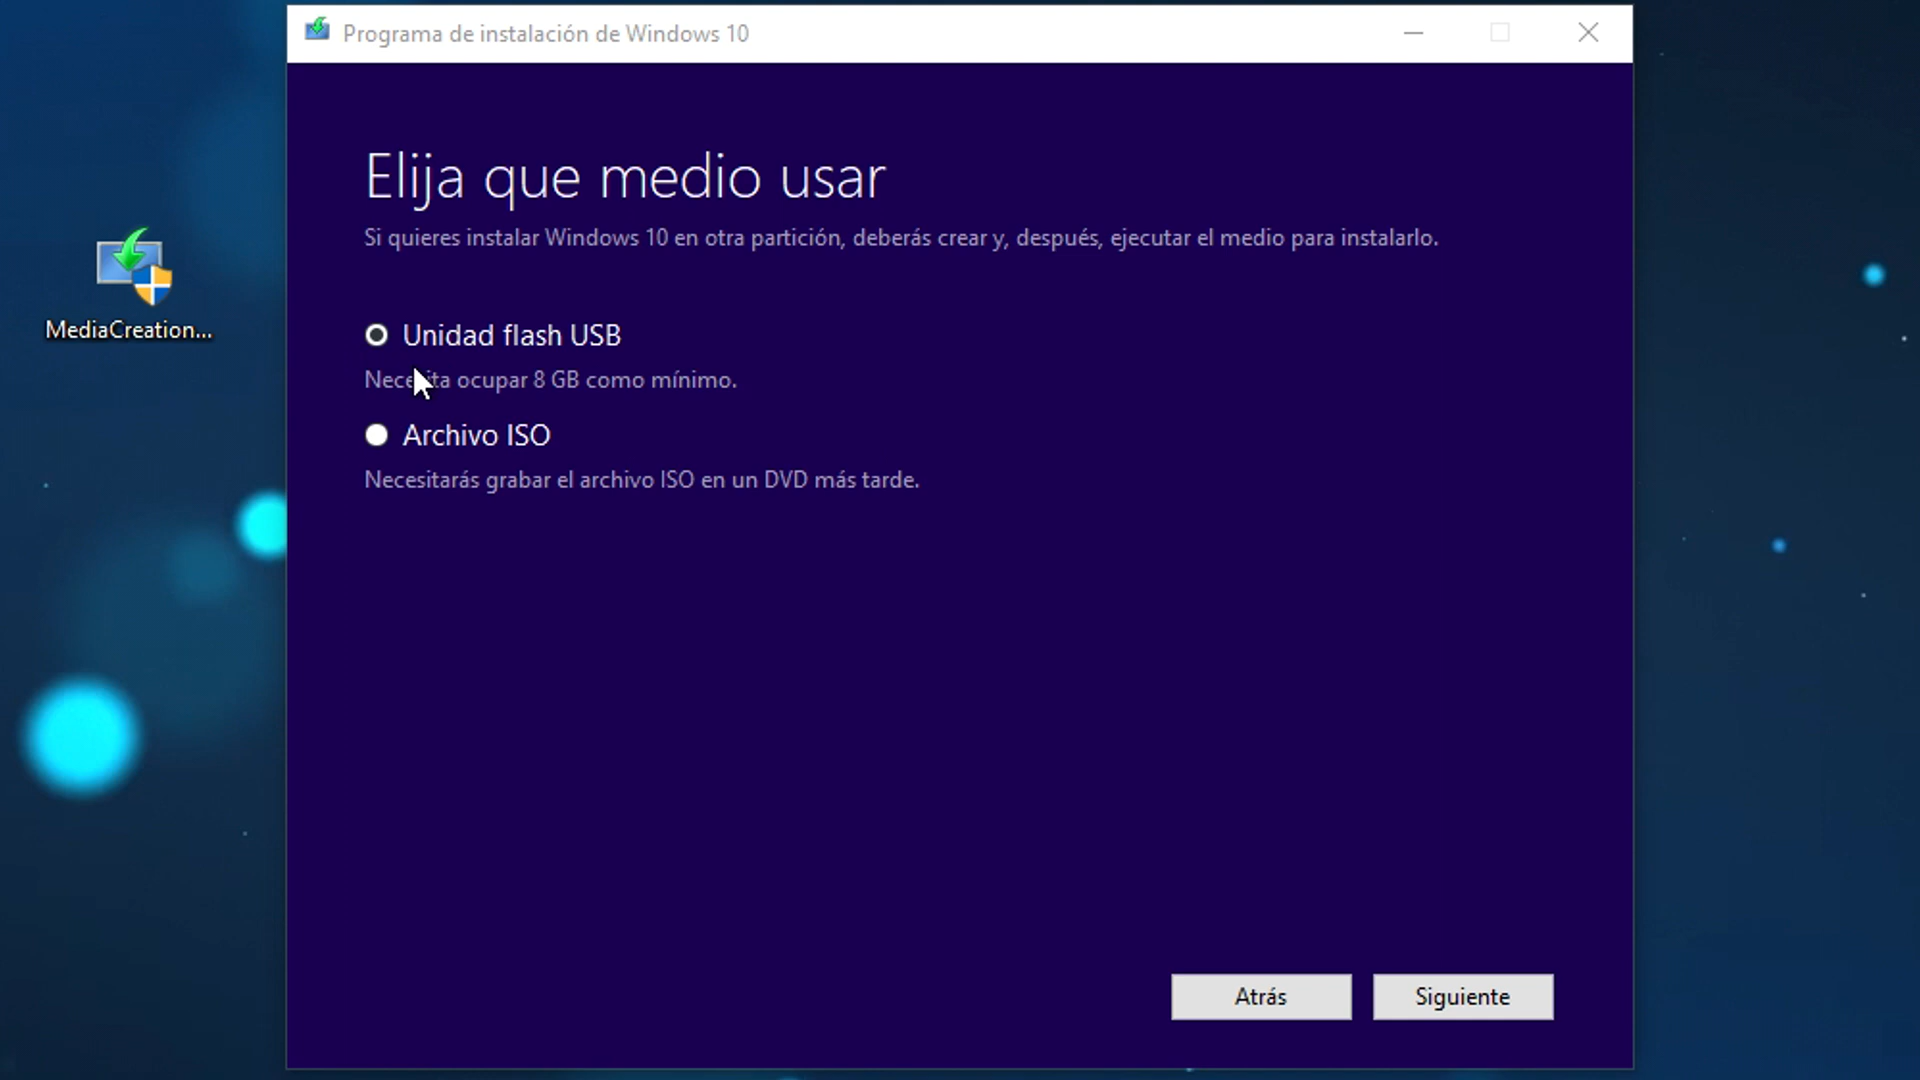 Programa de instalación de Windows 10
Elija que medio usar
Si quieres instalar Windows 10 en otra partición, deberás crear y, después, ejecutar el medio para instalarlo.
MediaCreation...
Unidad flash USB
Necesita ocupar 8 GB como mínimo.
Archivo ISO
Necesitarás grabar el archivo ISO en un DVD más tarde.
Atrás
Siguiente